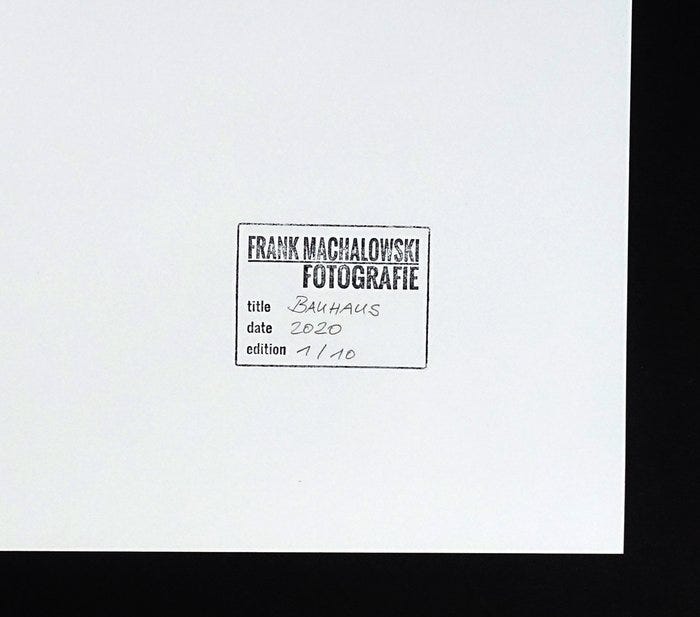 FRANK MACHALOWSKI
FOTOGRAFIE
title BAUHAUS
date 2020
edition 1/10